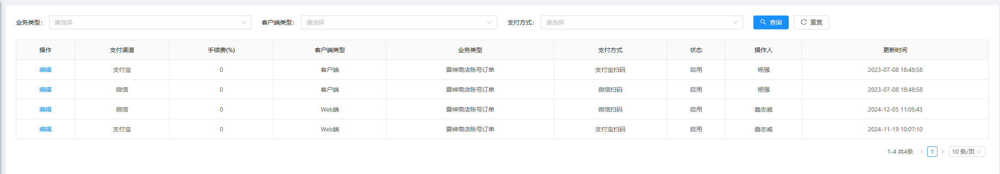 业务类型: 请选择 客户端类型: 请选择 支付方式: 请选择 查询 重置
操作 支付渠道 手续费(%) 客户端类型 业务类型 支付方式 状态 操作人 更新时间
编辑 支付宝 0 客户端 雷神商店账号订单 支付宝扫码 启用 杨强 2023-07-08 18:48:58
编辑 微信 0 客户端 雷神商店账号订单 微信扫码 启用 杨强 2023-07-08 18:48:58
编辑 微信 0 Web端 雷神商店账号订单 微信扫码 启用 詹志威 2024-12-05 11:05:43
编辑 支付宝 0 Web端 雷神商店账号订单 支付宝扫码 启用 詹志威 2024-11-19 10:07:10
1-4 共4条 < 1 > 10 条/页